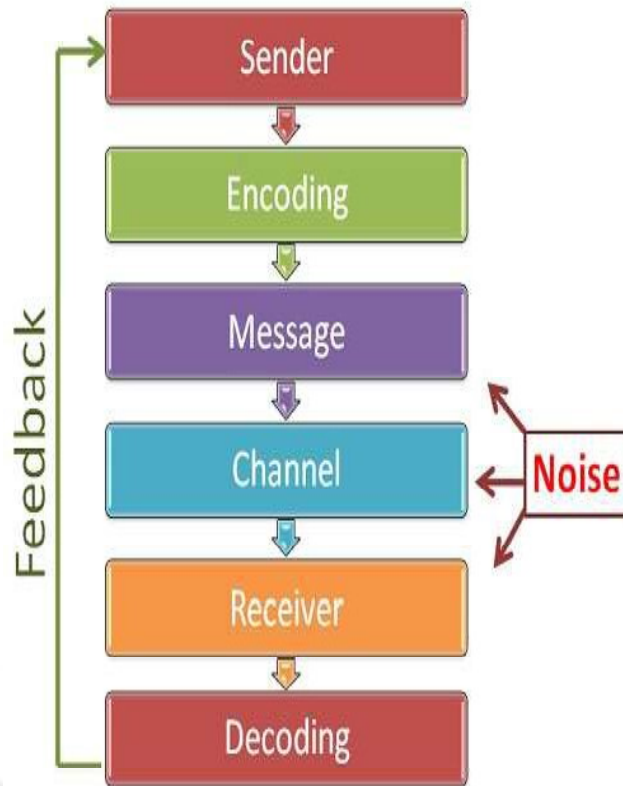 Sender
Encoding
Message
Channel
Noise
Receiver
Decoding
Feedback